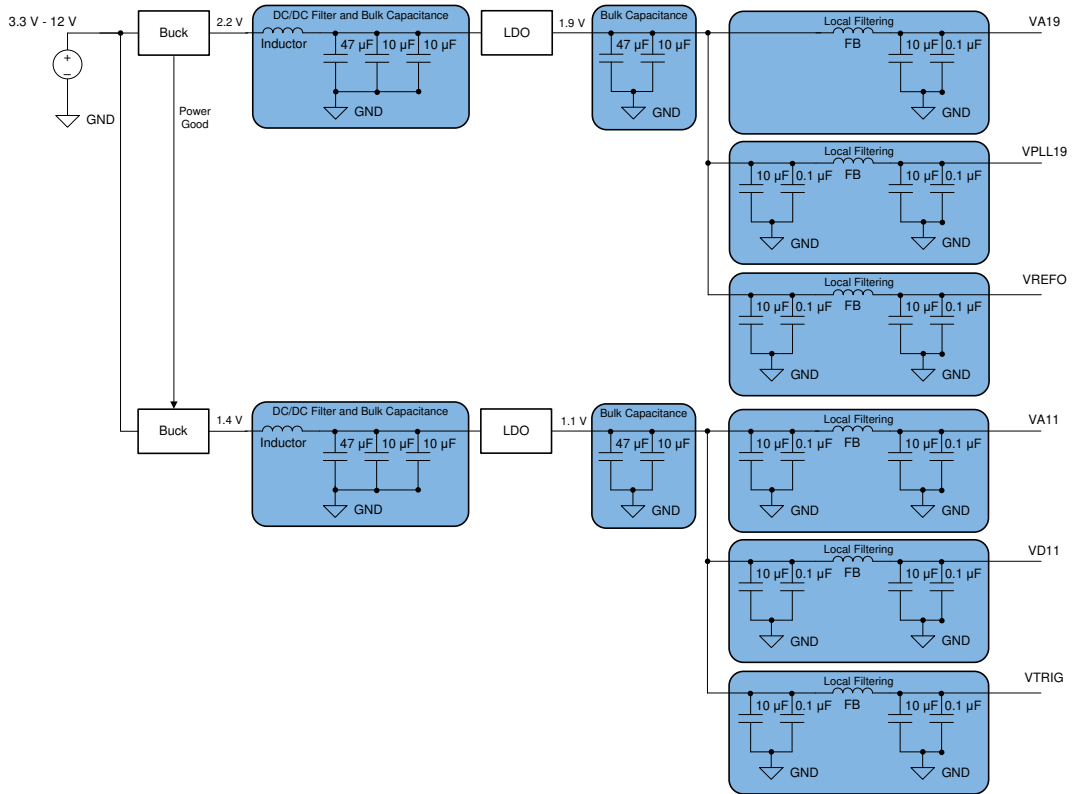 3.3 V - 12 V
GND
Buck
Power
Good
2.2 V
DC/DC Filter and Bulk Capacitance
Inductor
47 µF 10 µF 10 µF
GND
LDO
1.9 V
Bulk Capacitance
47 µF 10 µF
GND
Local Filtering
FB
10 µF 0.1 µF
GND
VA19
Local Filtering
10 µF 0.1 µF
FB
10 µF 0.1 µF
GND
GND
VPLL19
Local Filtering
10 µF 0.1 µF
FB
10 µF 0.1 µF
GND
GND
VREFO
Buck
1.4 V
DC/DC Filter and Bulk Capacitance
Inductor
47 µF 10 µF 10 µF
GND
LDO
1.1 V
Bulk Capacitance
47 µF 10 µF
GND
Local Filtering
10 µF 0.1 µF
FB
10 µF 0.1 µF
GND
GND
VA11
Local Filtering
10 µF 0.1 µF
FB
10 µF 0.1 µF
GND
GND
VD11
Local Filtering
10 µF 0.1 µF
FB
10 µF 0.1 µF
GND
GND
VTRIG